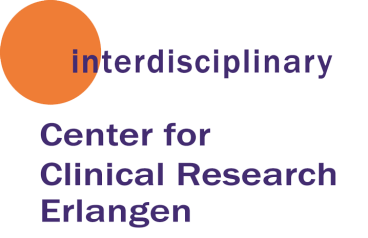 interdisciplinary
Center for
Clinical Research
Erlangen